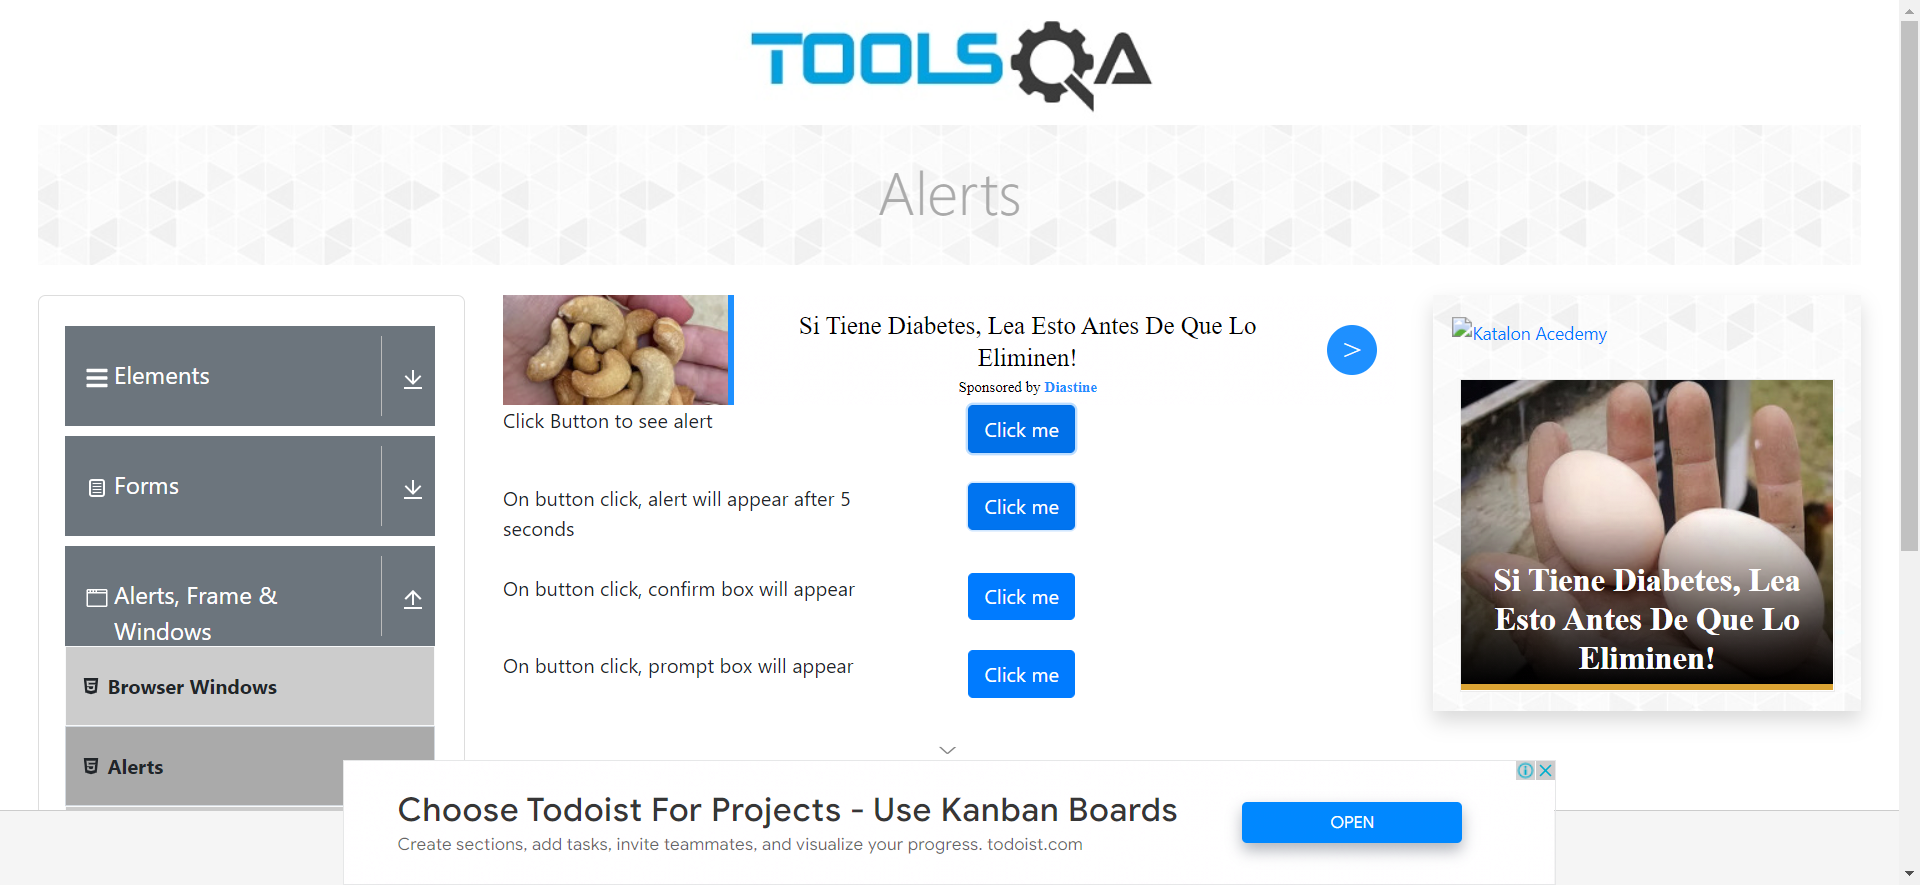 TOOLSQA
Alerts
Elements
Forms
Alerts, Frame &
Windows
Browser Windows
Alerts
Si Tiene Diabetes, Lea Esto Antes De Que Lo
Eliminen!
Sponsored by Diastine
>
Click Button to see alert
Click me
On button click, alert will appear after 5
seconds
Click me
On button click, confirm box will appear
Click me
On button click, prompt box will appear
Click me
Katalon Acedemy
Si Tiene Diabetes, Lea
Esto Antes De Que Lo
Eliminen!
Choose Todoist For Projects - Use Kanban Boards
Create sections, add tasks, invite teammates, and visualize your progress. todoist.com
OPEN